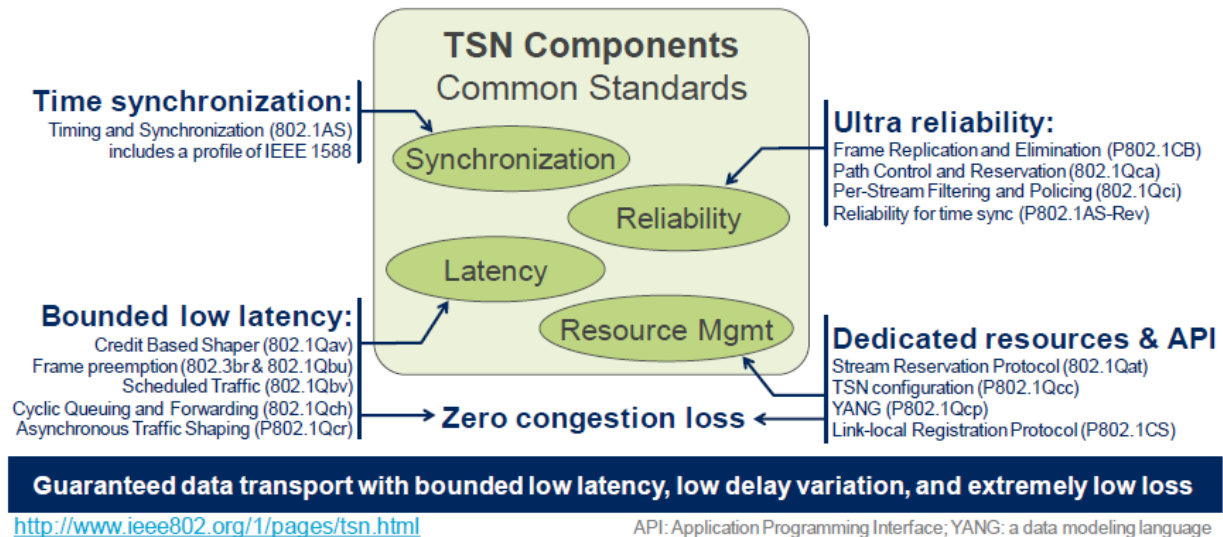 TSN Components
Common Standards
Time synchronization:
Timing and Synchronization (802.1AS)
includes a profile of IEEE 1588
Synchronization
Reliability
Latency
Resource Mgmt
Ultra reliability:
Frame Replication and Elimination (P802.1CB)
Path Control and Reservation (802.1Qca)
Per-Stream Filtering and Policing (802.1Qci)
Reliability for time sync (P802.1AS-Rev)
Bounded low latency:
Credit Based Shaper (802.1Qav)
Frame preemption (802.3br & 802.1Qbu)
Scheduled Traffic (802.1Qbv)
Cyclic Queuing and Forwarding (802.1Qch)
Asynchronous Traffic Shaping (P802.1Qcr)
Zero congestion loss
Dedicated resources & API
Stream Reservation Protocol (802.1Qat)
TSN configuration (P802.1Qcc)
YANG (P802.1Qcp)
Link-local Registration Protocol (P802.1CS)
Guaranteed data transport with bounded low latency, low delay variation, and extremely low loss
http://www.ieee802.org/1/pages/tsn.html
API: Application Programming Interface; YANG: a data modeling language